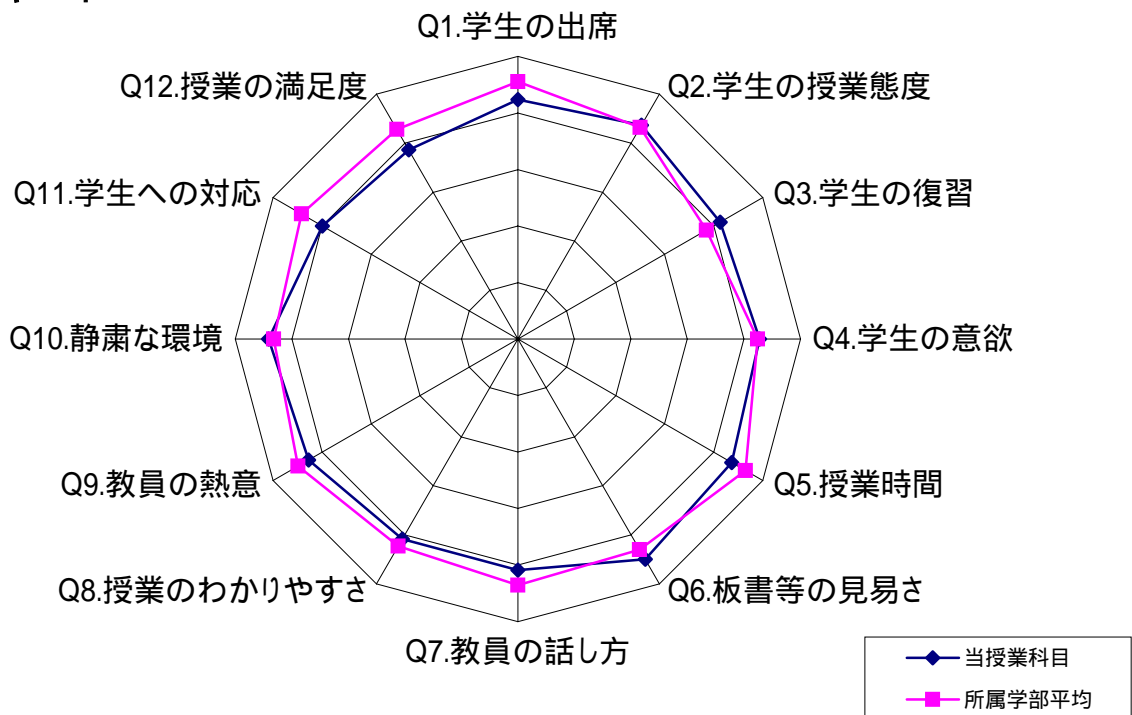 Q1.学生の出席
Q12.授業の満足度
Q2.学生の授業態度
Q11.学生への対応
Q3.学生の復習
Q10.静粛な環境
Q4.学生の意欲
Q9.教員の熱意
Q5.授業時間
Q8.授業のわかりやすさ
Q6.板書等の見易さ
Q7.教員の話し方
当授業科目
所属学部平均